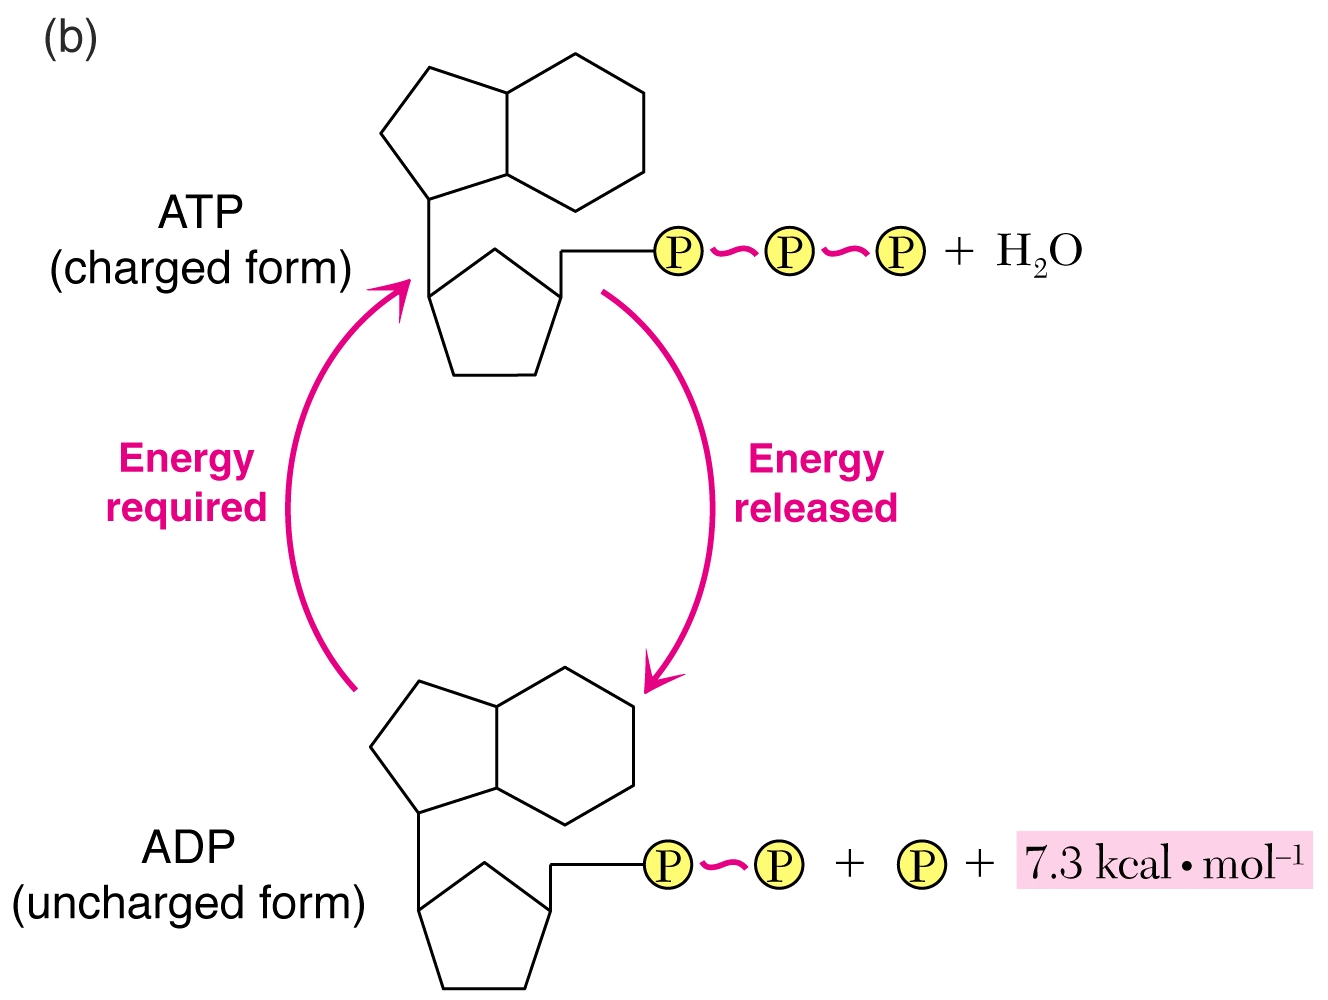 (b)
ATP
(charged form)
P P P + H₂O
Energy
required
Energy
released
ADP
(uncharged form)
P P + P + 7.3 kcal • mol⁻¹